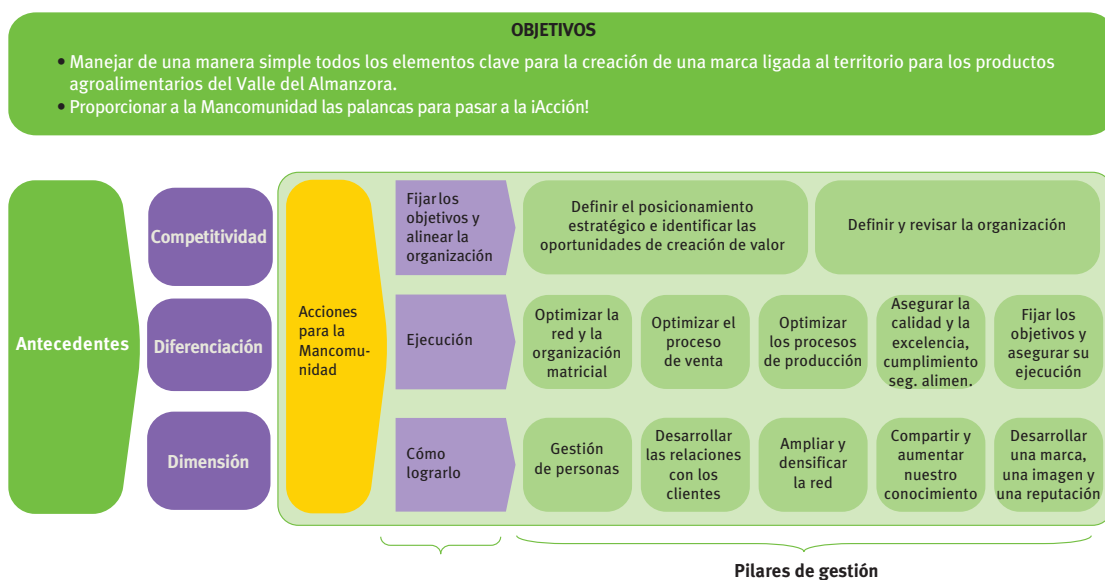 OBJETIVOS
• Manejar de una manera simple todos los elementos clave para la creación de una marca ligada al territorio para los productos
agroalimentarios del Valle del Almanzora.
• Proporcionar a la Mancomunidad las palancas para pasar a la ¡Acción!
Antecedentes
Competitividad
Diferenciación
Dimensión
Acciones
para la
Mancomu-
nidad
Fijar los
objetivos y
alinear la
organización
Definir el posicionamiento
estratégico e identificar las
oportunidades de creación de valor
Definir y revisar la organización
Ejecución
Optimizar la
red y la
organización
matricial
Optimizar el
proceso
de venta
Optimizar
los procesos
de producción
Asegurar la
calidad y la
excelencia,
cumplimiento
seg. alimen.
Fijar los
objetivos y
asegurar su
ejecución
Cómo
lograrlo
Gestión
de personas
Desarrollar
las relaciones
con los
clientes
Ampliar y
densificar
la red
Compartir y
aumentar
nuestro
conocimiento
Desarrollar
una marca,
una imagen y
una reputación
Pilares de gestión